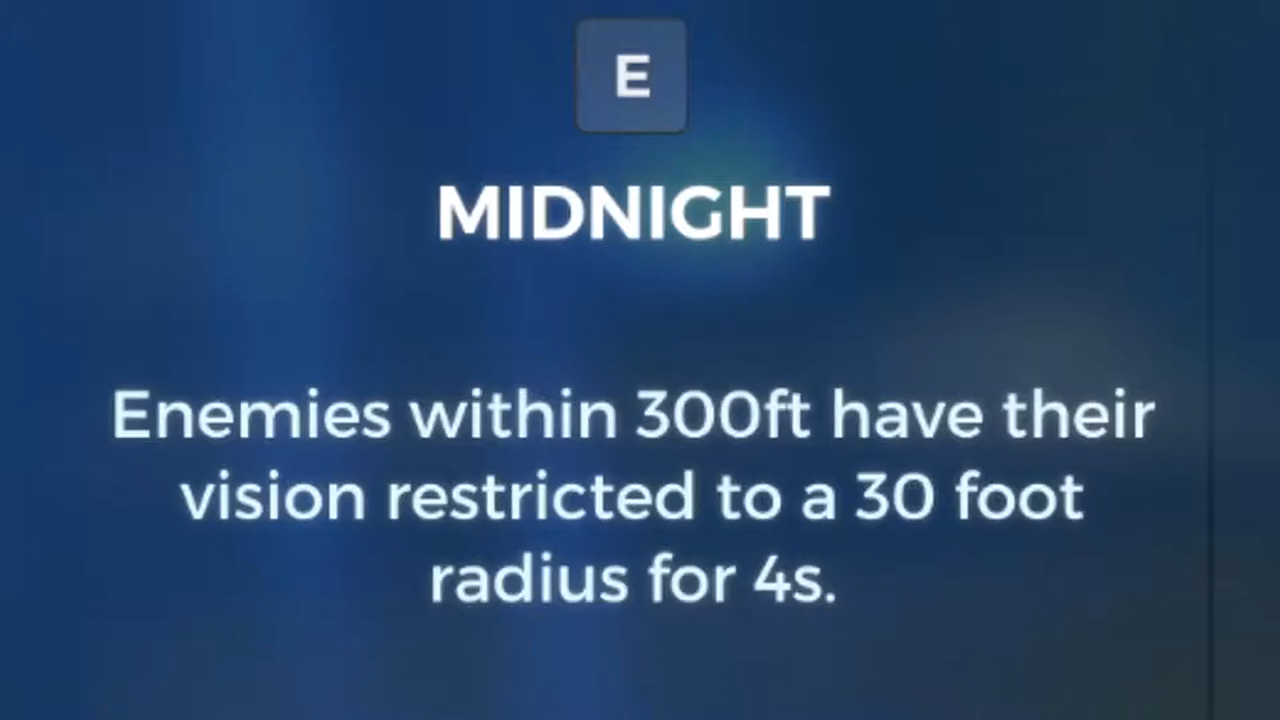 E
MIDNIGHT
Enemies within 300ft have their
vision restricted to a 30 foot
radius for 4s.